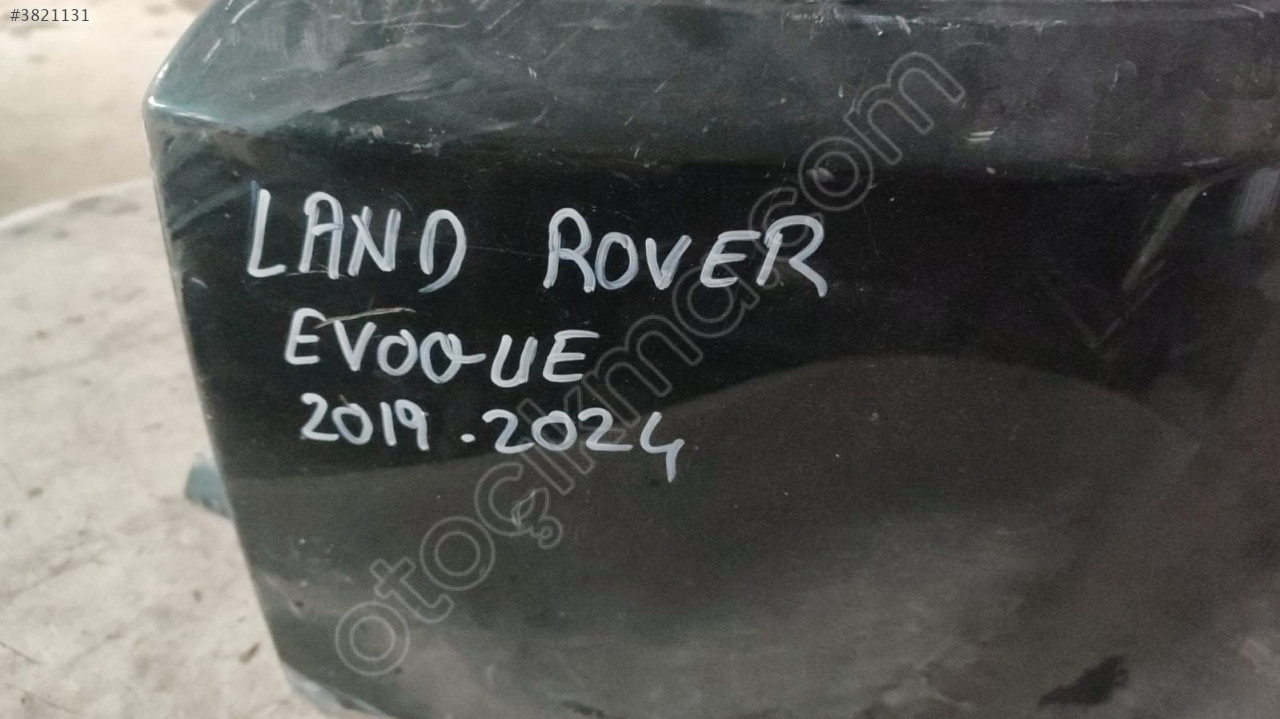 #3821131
LAND ROVER
EVOQUE
2019.2024
otoçıkma.com